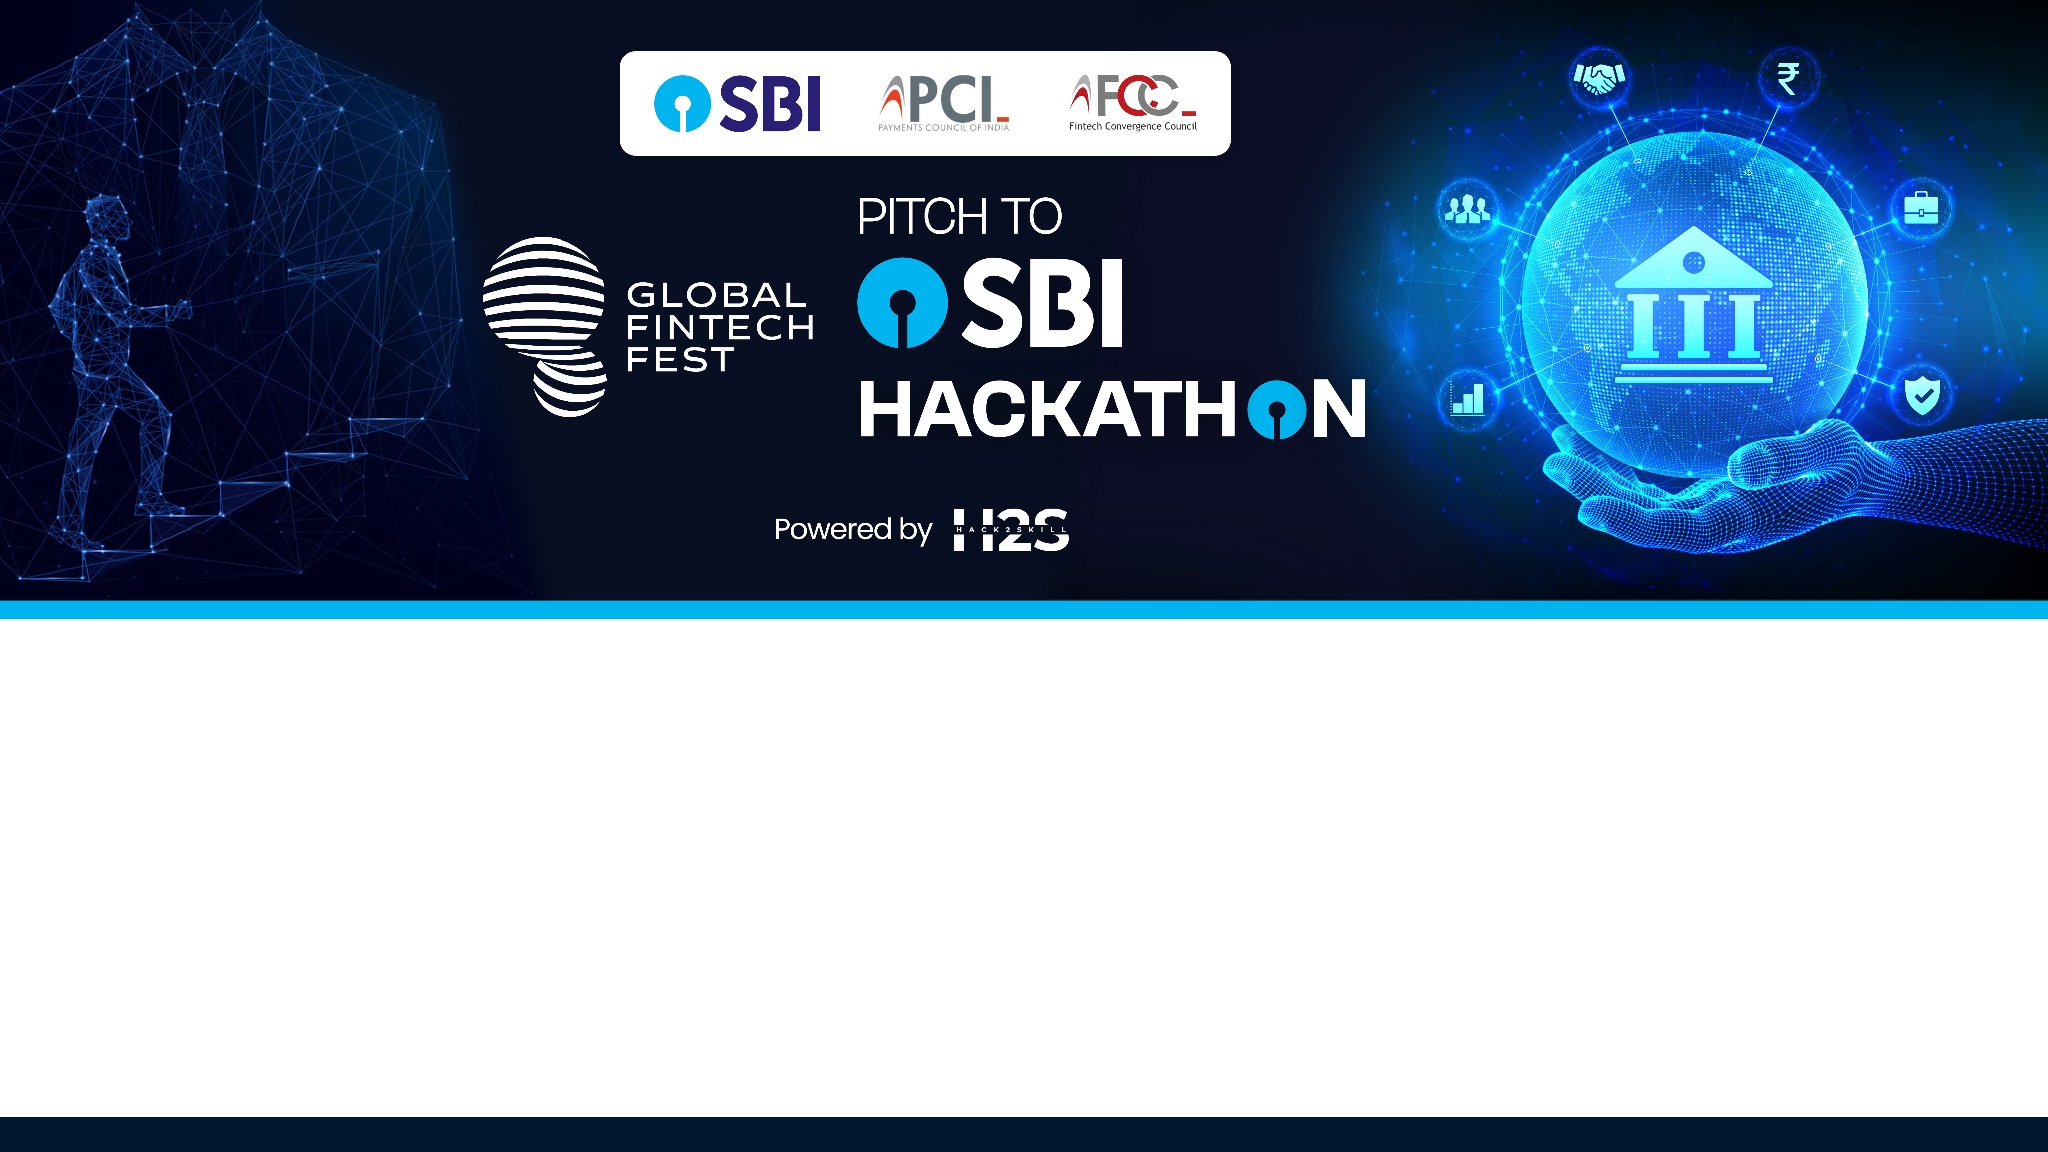 SBI
PCI
PAYMENTS COUNCIL OF INDIA
FCC
Fintech Convergence Council
GLOBAL
FINTECH
FEST
PITCH TO
SBI
HACKATHON
Powered by H2S
HACK2SKILL
₹